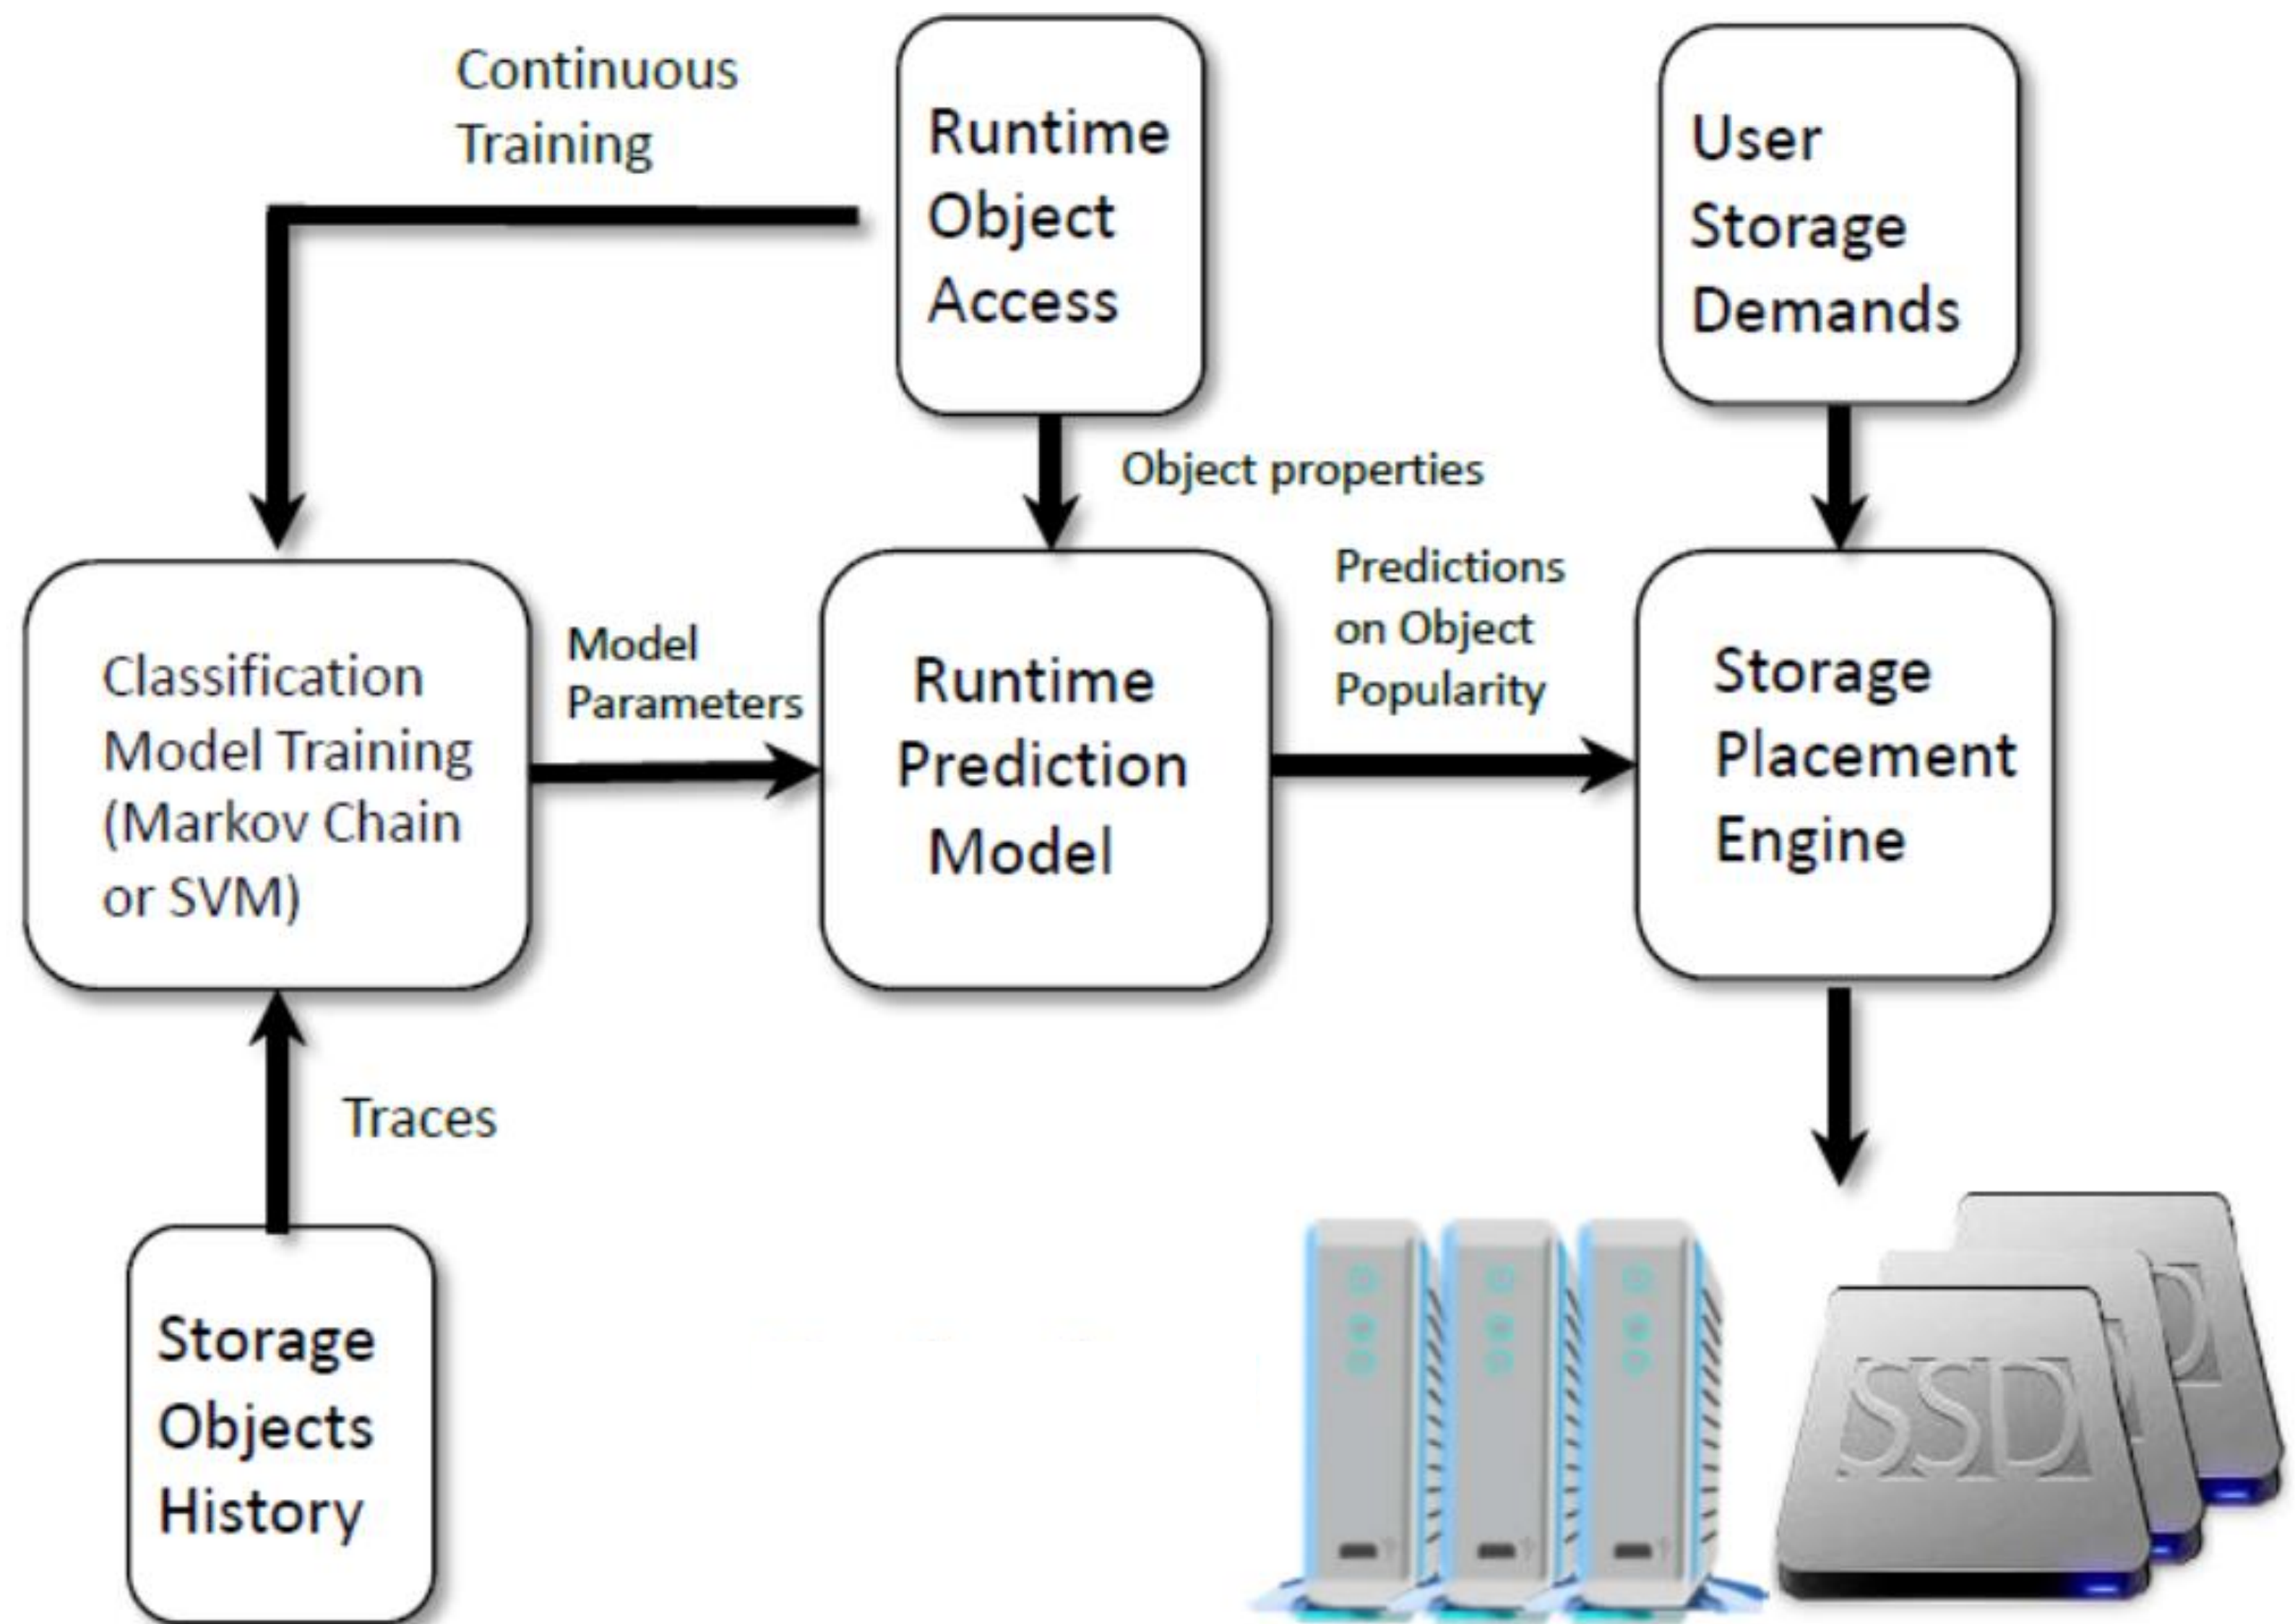 Continuous
Training
Runtime
Object
Access
User
Storage
Demands
Object properties
Classification
Model Training
(Markov Chain
or SVM)
Model
Parameters
Runtime
Prediction
Model
Predictions
on Object
Popularity
Storage
Placement
Engine
Traces
Storage
Objects
History
SSD
D